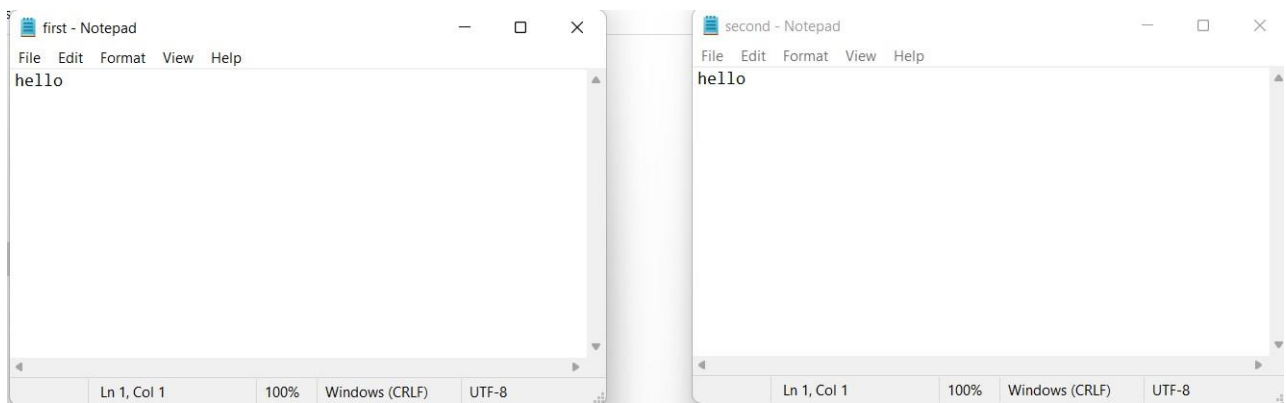 first - Notepad
File Edit Format View Help
hello
Ln 1, Col 1 100% Windows (CRLF) UTF-8
second - Notepad
File Edit Format View Help
hello
Ln 1, Col 1 100% Windows (CRLF) UTF-8